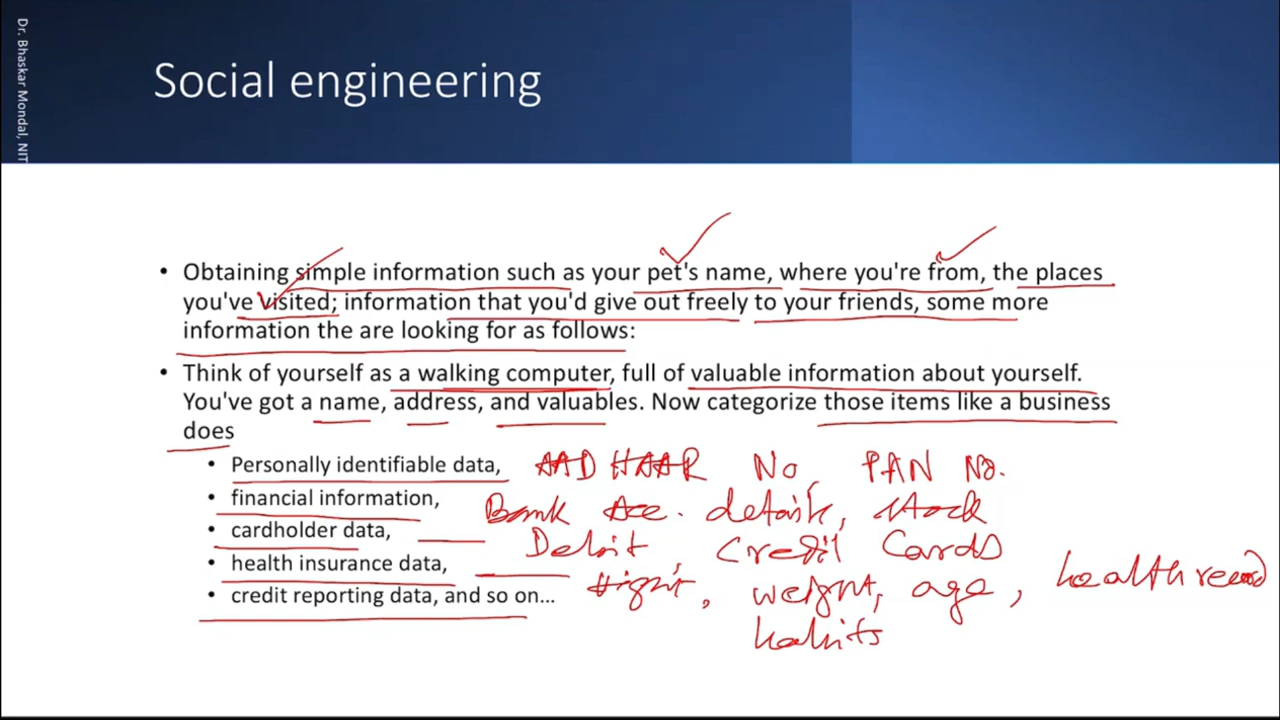 Dr. Bhaskar Mondal, NIT
Social engineering
• Obtaining simple information such as your pet's name, where you're from, the places
you've visited; information that you'd give out freely to your friends, some more
information the are looking for as follows:
• Think of yourself as a walking computer, full of valuable information about yourself.
You've got a name, address, and valuables. Now categorize those items like a business
does
• Personally identifiable data, AADHAAR No, PAN No.
• financial information, Bank Acc. details, stock
• cardholder data, Debit, Credit Cards
• health insurance data, Hight, weight, age, health record
• credit reporting data, and so on...
habits